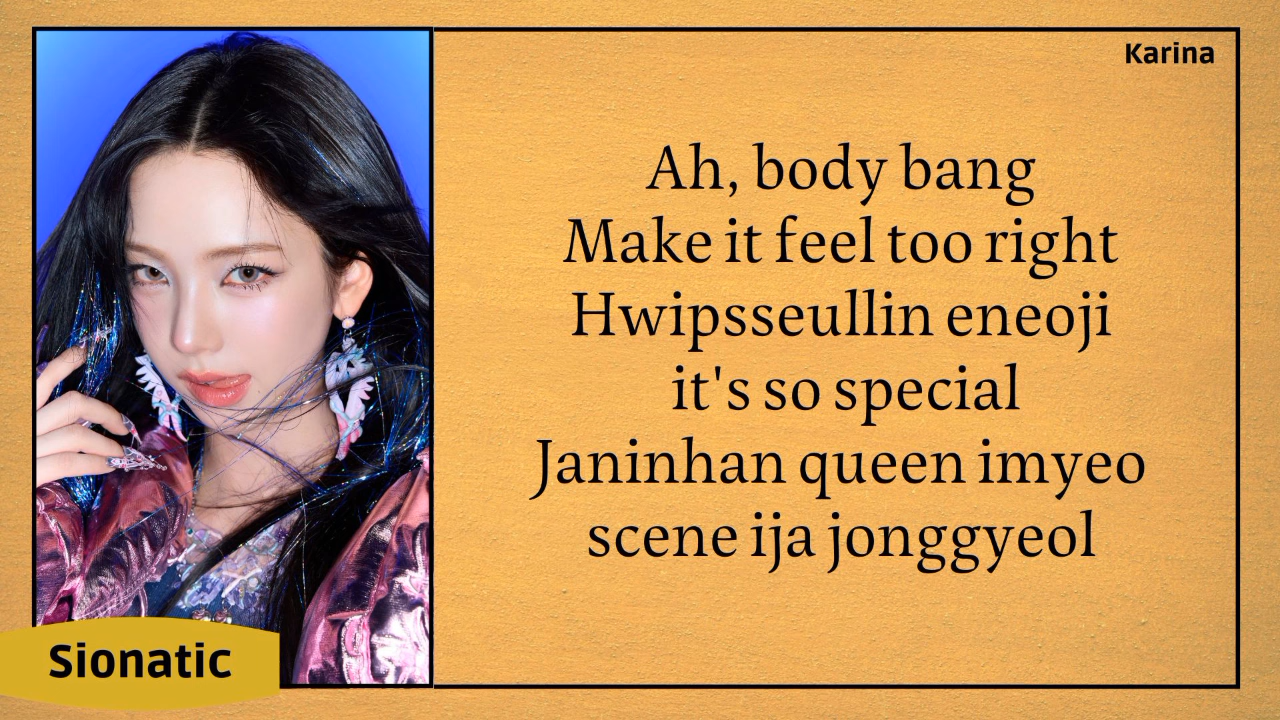 Karina
Ah, body bang
Make it feel too right
Hwipsseullin eneoji
it's so special
Janinhan queen imyeo
scene ija jonggyeol
Sionatic